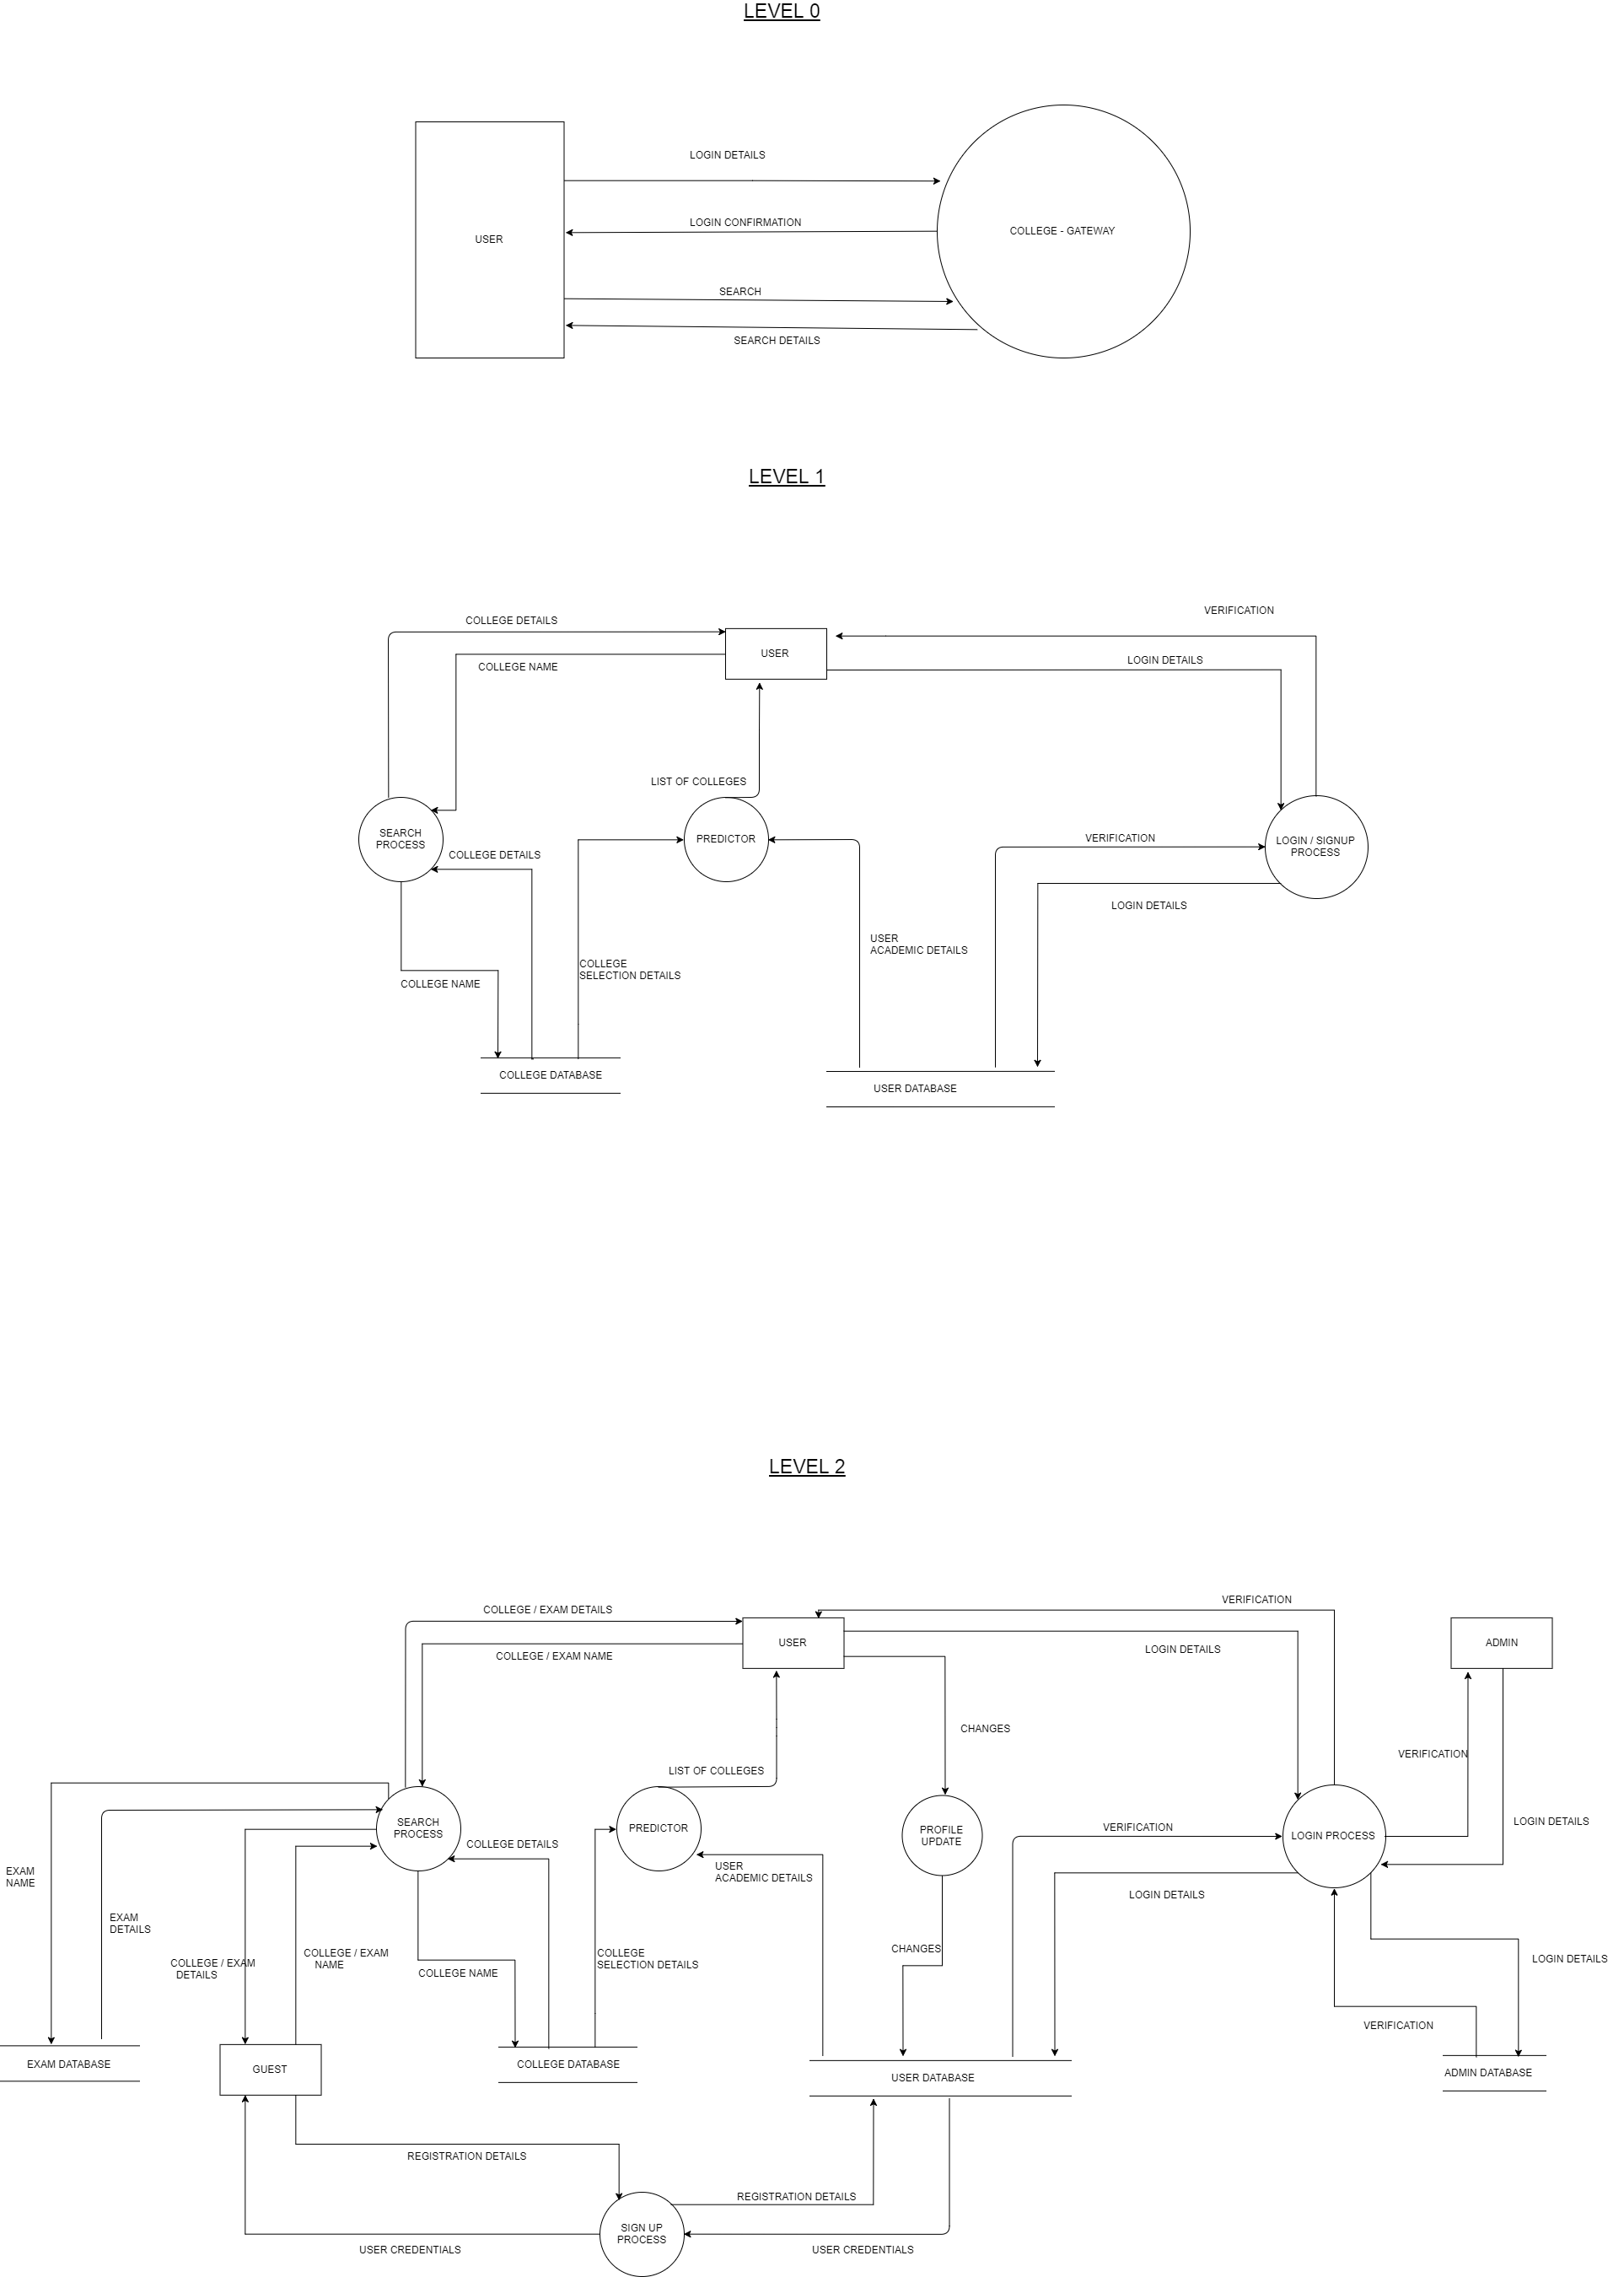 LEVEL 0
LOGIN DETAILS
LOGIN CONFIRMATION
USER
COLLEGE - GATEWAY
SEARCH
SEARCH DETAILS
LEVEL 1
VERIFICATION
COLLEGE DETAILS
USER
LOGIN DETAILS
COLLEGE NAME
LIST OF COLLEGES
SEARCH
PROCESS
PREDICTOR
VERIFICATION
LOGIN / SIGNUP
PROCESS
COLLEGE DETAILS
LOGIN DETAILS
USER
ACADEMIC DETAILS
COLLEGE
SELECTION DETAILS
COLLEGE NAME
COLLEGE DATABASE
USER DATABASE
LEVEL 2
VERIFICATION
COLLEGE / EXAM DETAILS
USER
ADMIN
LOGIN DETAILS
COLLEGE / EXAM NAME
CHANGES
VERIFICATION
LIST OF COLLEGES
SEARCH
PROCESS
PREDICTOR
PROFILE
UPDATE
VERIFICATION
LOGIN PROCESS
LOGIN DETAILS
COLLEGE DETAILS
EXAM
NAME
USER
ACADEMIC DETAILS
LOGIN DETAILS
EXAM
DETAILS
CHANGES
COLLEGE / EXAM
DETAILS
COLLEGE / EXAM
NAME
COLLEGE
SELECTION DETAILS
LOGIN DETAILS
COLLEGE NAME
VERIFICATION
EXAM DATABASE
GUEST
COLLEGE DATABASE
USER DATABASE
ADMIN DATABASE
REGISTRATION DETAILS
REGISTRATION DETAILS
SIGN UP
PROCESS
USER CREDENTIALS
USER CREDENTIALS